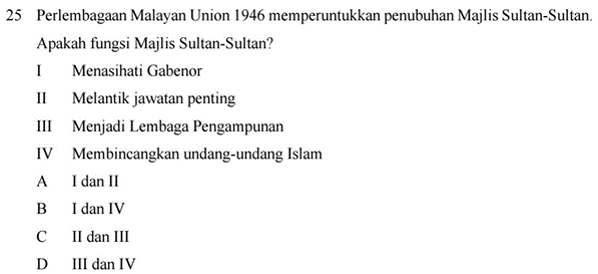 25 Perlembagaan Malayan Union 1946 memperuntukkan penubuhan Majlis Sultan-Sultan.
Apakah fungsi Majlis Sultan-Sultan?
I Menasihati Gabenor
II Melantik jawatan penting
III Menjadi Lembaga Pengampunan
IV Membincangkan undang-undang Islam
A I dan II
B I dan IV
C II dan III
D III dan IV